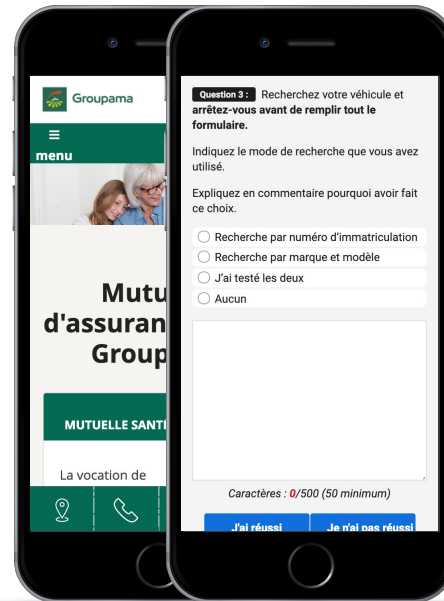 Groupama
menu
Mutu
d'assuran
Group
MUTUELLE SANT
La vocation de
Question 3 : Recherchez votre véhicule et
arrêtez-vous avant de remplir tout le
formulaire.
Indiquez le mode de recherche que vous avez
utilisé.
Expliquez en commentaire pourquoi avoir fait
ce choix.
Recherche par numéro d'immatriculation
Recherche par marque et modèle
J'ai testé les deux
Aucun
Caractères : 0/500 (50 minimum)
J'ai réussi
Je n'ai pas réussi